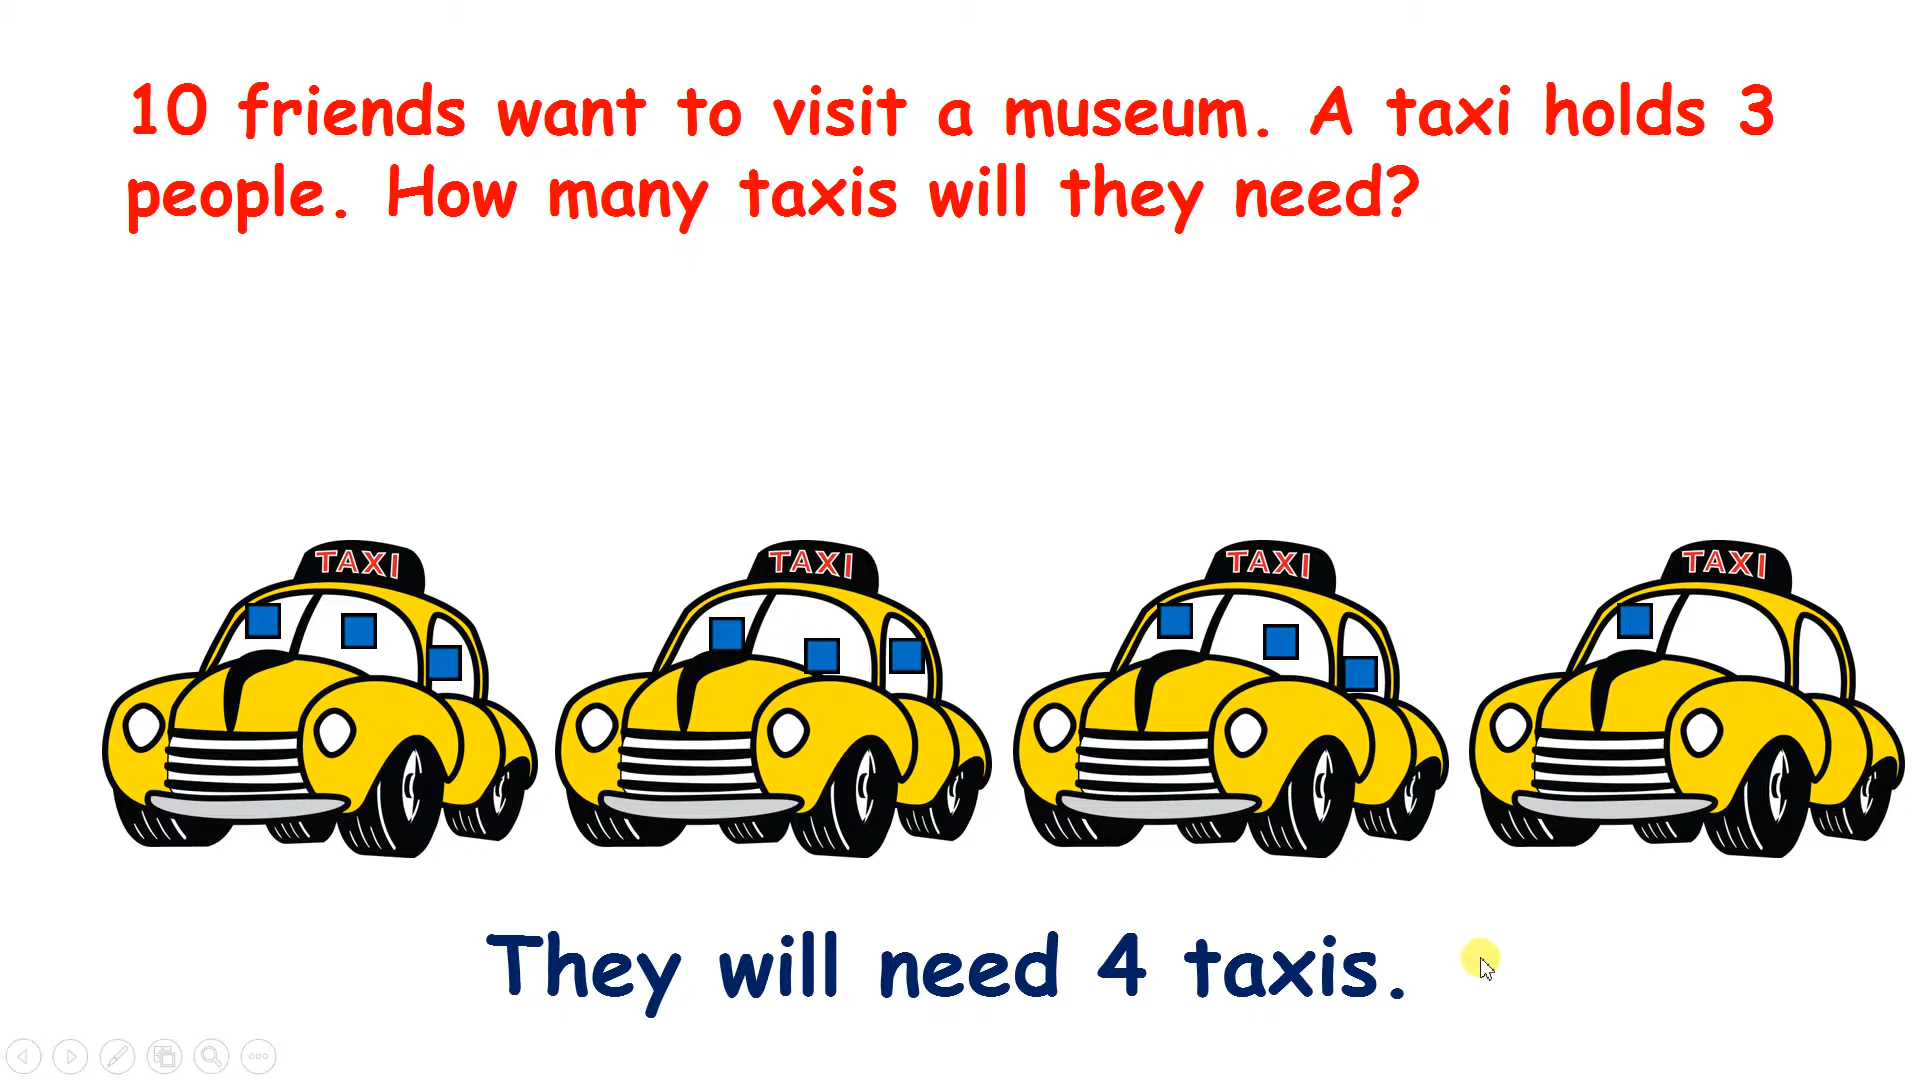 10 friends want to visit a museum. A taxi holds 3
people. How many taxis will they need?
TAXI TAXI TAXI TAXI
They will need 4 taxis.